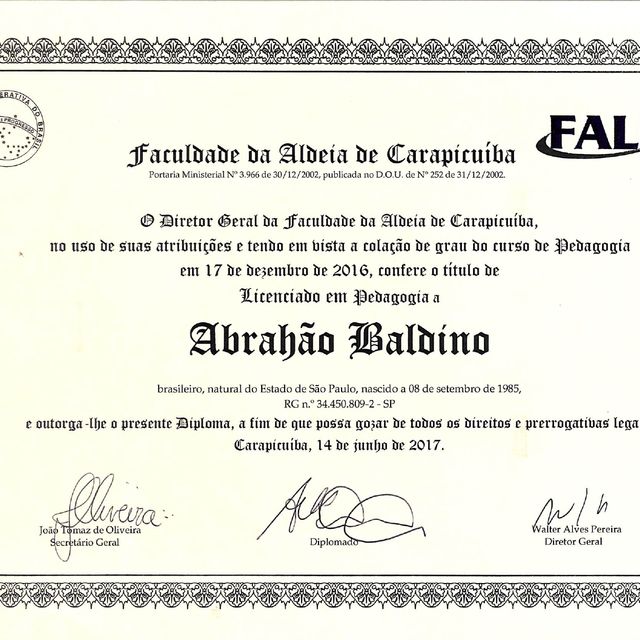 ERATIVA DO BRASIL
FAL
Faculdade da Aldeia de Carapicuíba
Portaria Ministerial Nº 3.966 de 30/12/2002, publicada no D.O.U. de Nº 252 de 31/12/2002.
O Diretor Geral da Faculdade da Aldeia de Carapicuíba,
no uso de suas atribuições e tendo em vista a colação de grau do curso de Pedagogia
em 17 de dezembro de 2016, confere o título de
Licenciado em Pedagogia a
Abrahão Baldino
brasileiro, natural do Estado de São Paulo, nascido a 08 de setembro de 1985,
RG n.º 34.450.809-2 - SP
e outorga-lhe o presente Diploma, a fim de que possa gozar de todos os direitos e prerrogativas lega
Carapicuíba, 14 de junho de 2017.
João Tomaz de Oliveira
Secretário Geral
Diplomado
Walter Alves Pereira
Diretor Geral